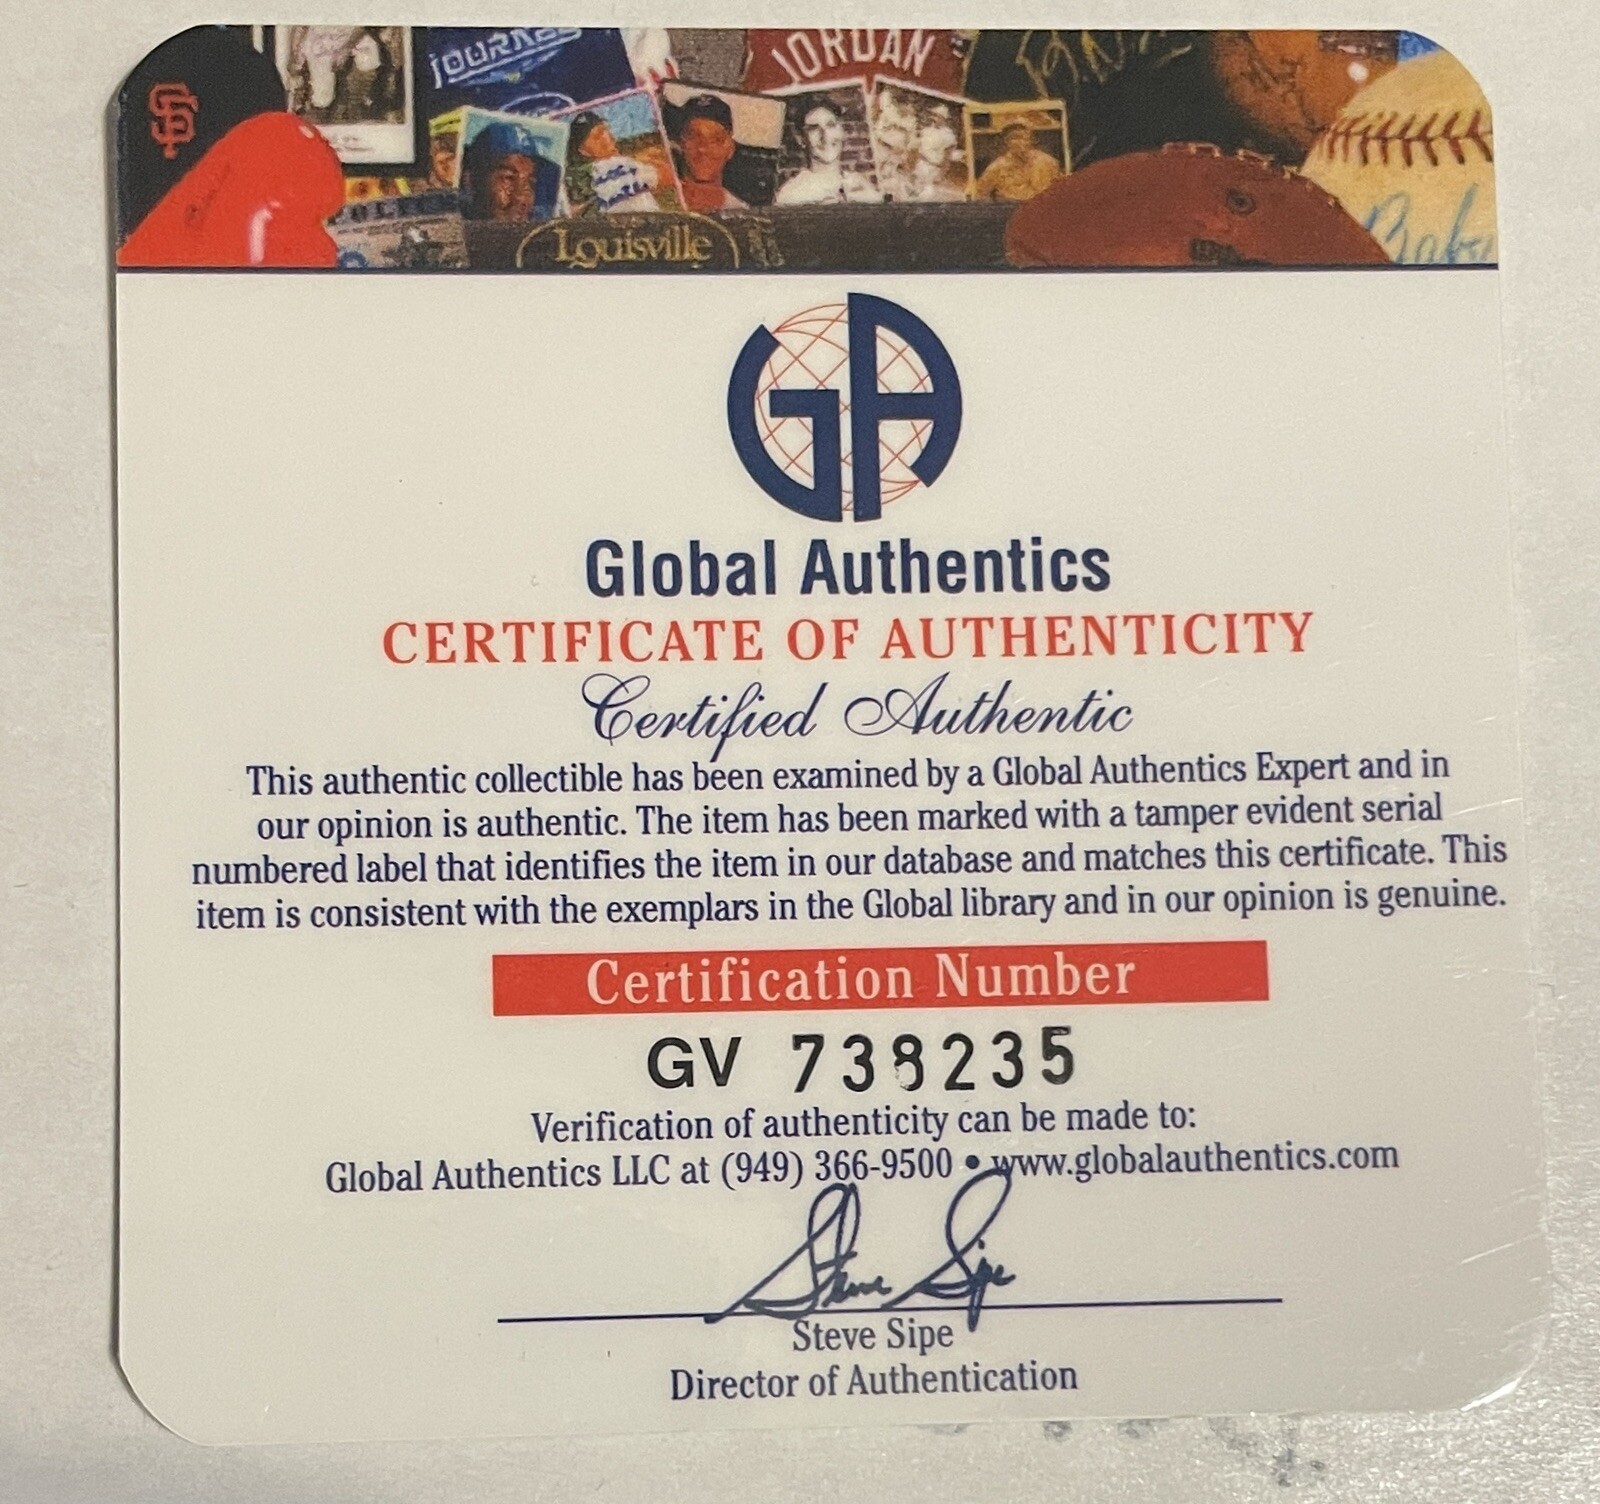 SF
JOURNEY
JORDAN
Louisville
Babe
GA
Global Authentics
CERTIFICATE OF AUTHENTICITY
Certified Authentic
This authentic collectible has been examined by a Global Authentics Expert and in
our opinion is authentic. The item has been marked with a tamper evident serial
numbered label that identifies the item in our database and matches this certificate. This
item is consistent with the exemplars in the Global library and in our opinion is genuine.
Certification Number
GV 738235
Verification of authenticity can be made to:
Global Authentics LLC at (949) 366-9500 • www.globalauthentics.com
Steve Sipe
Steve Sipe
Director of Authentication